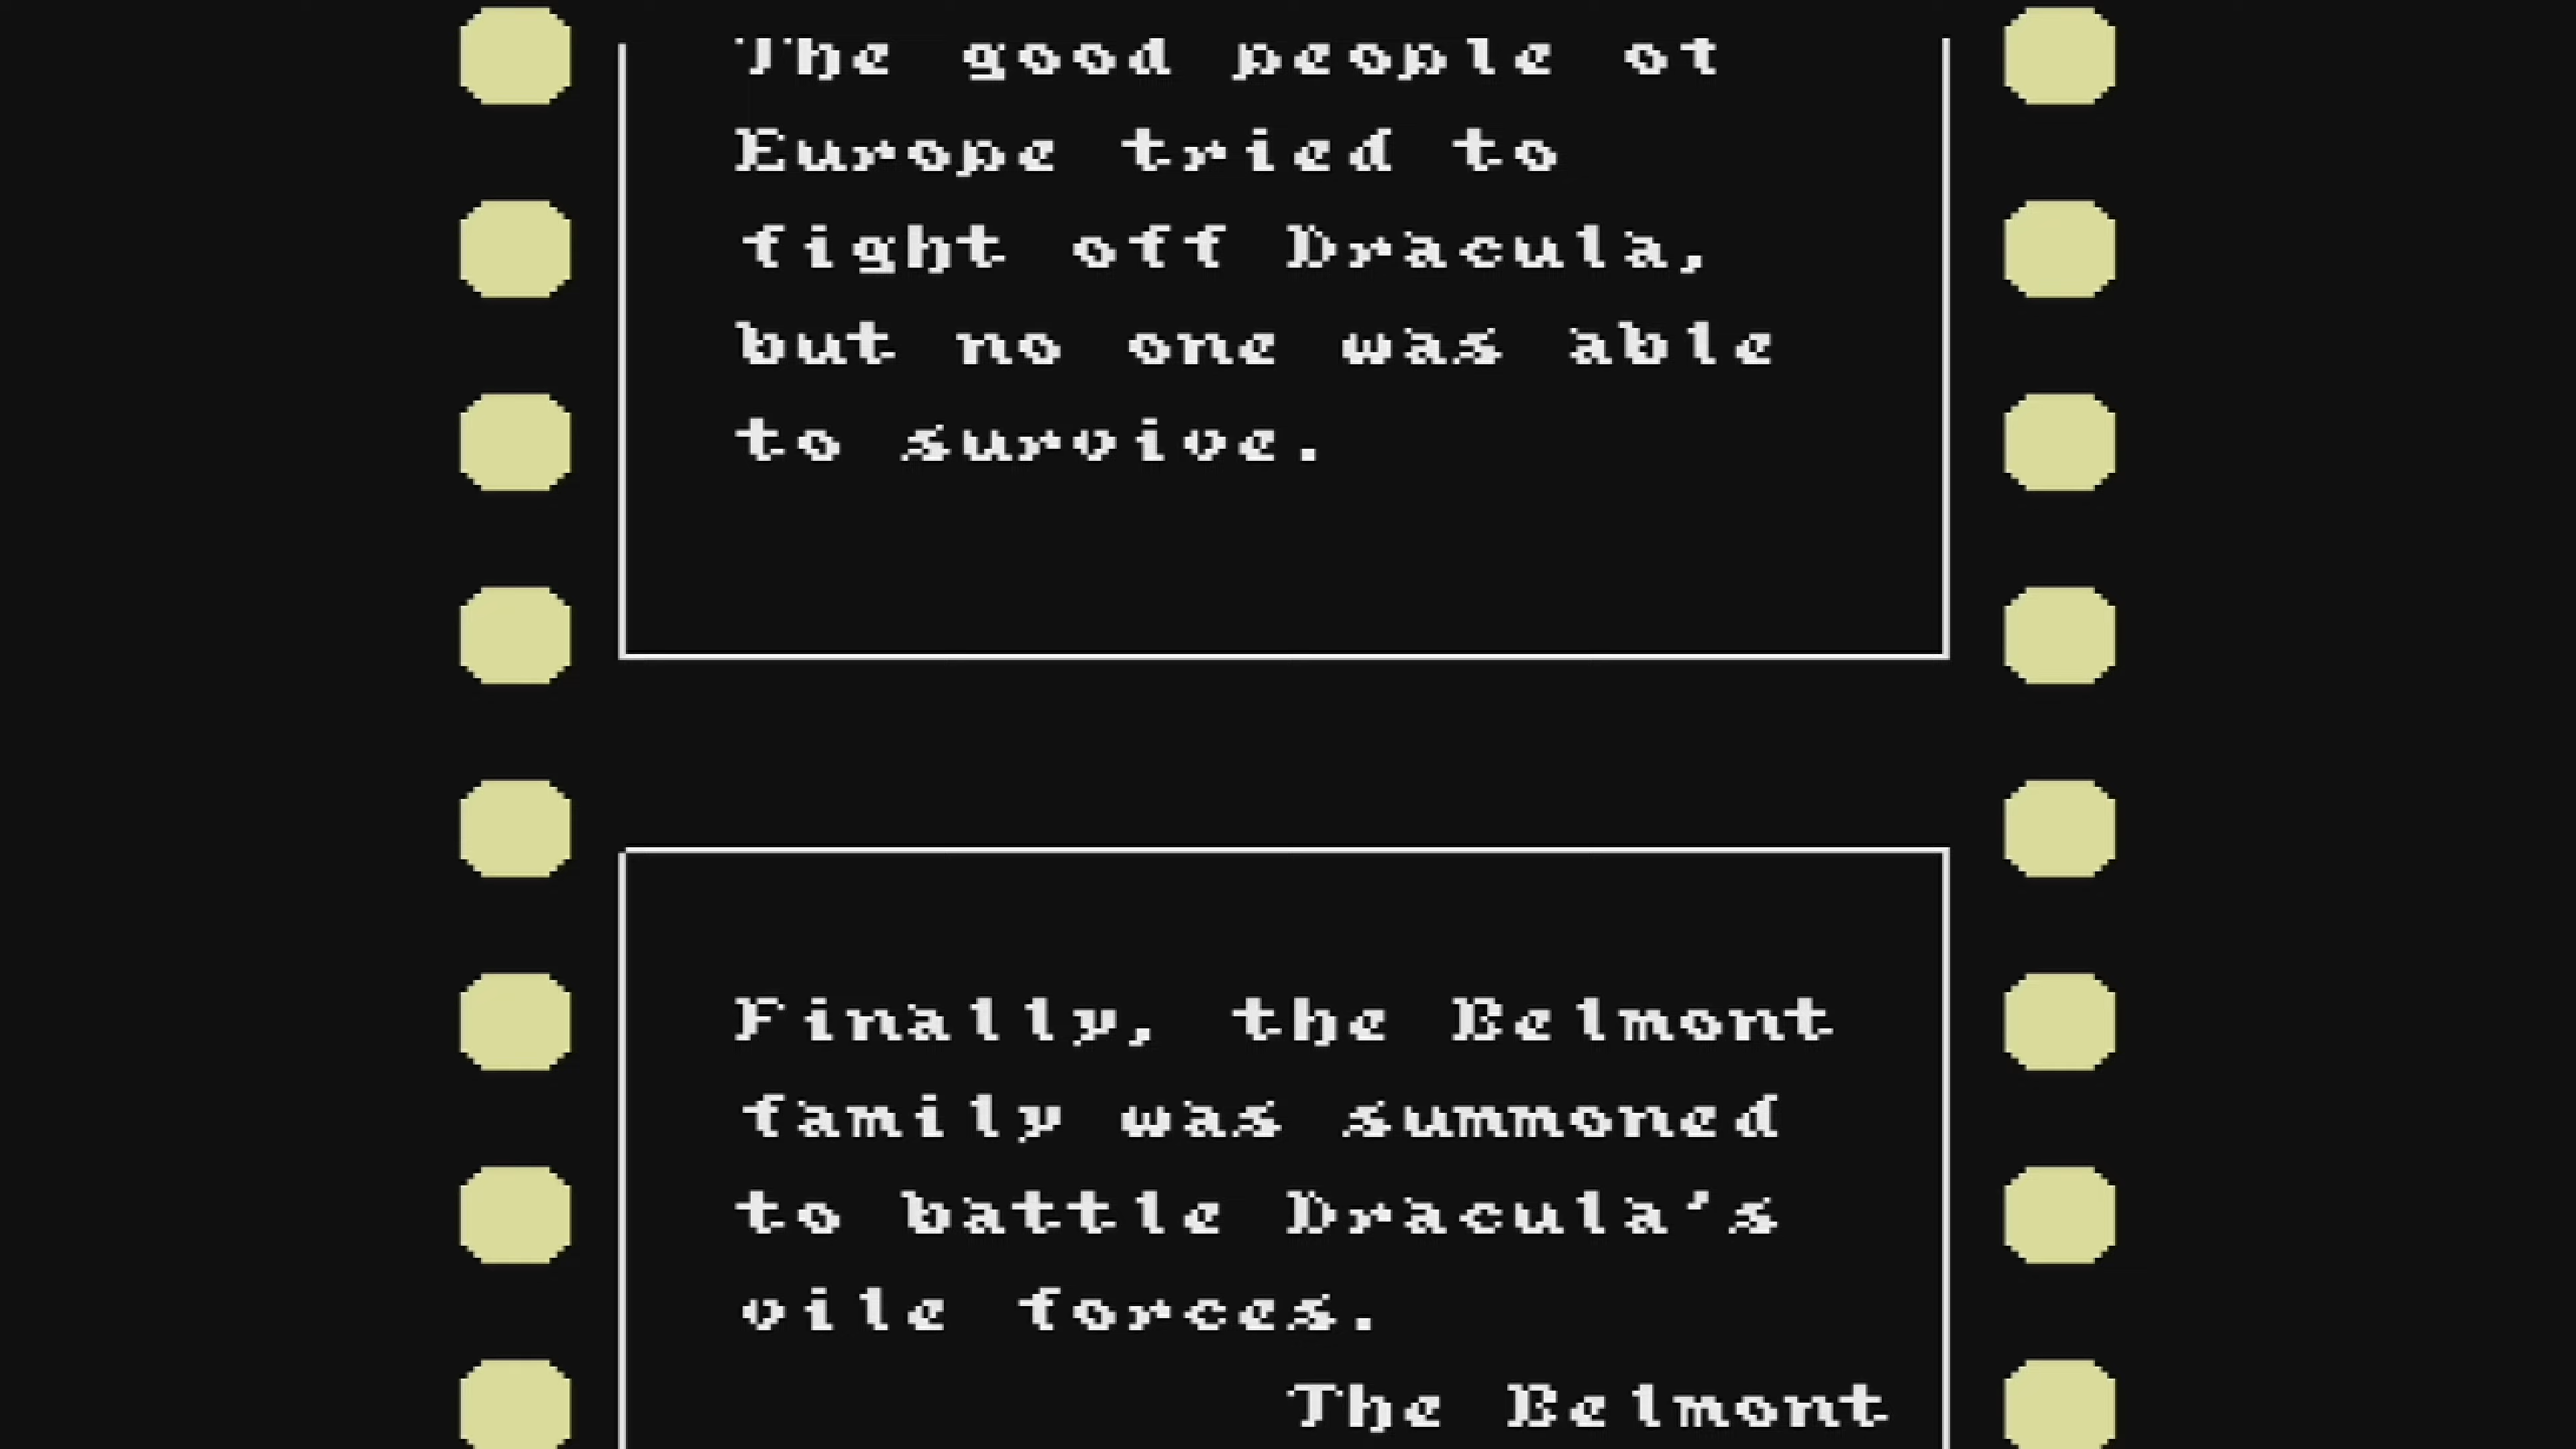 The good people of
Europe tried to
fight off Dracula,
but no one was able
to survive.
Finally, the Belmont
family was summoned
to battle Dracula's
vile forces.
The Belmont